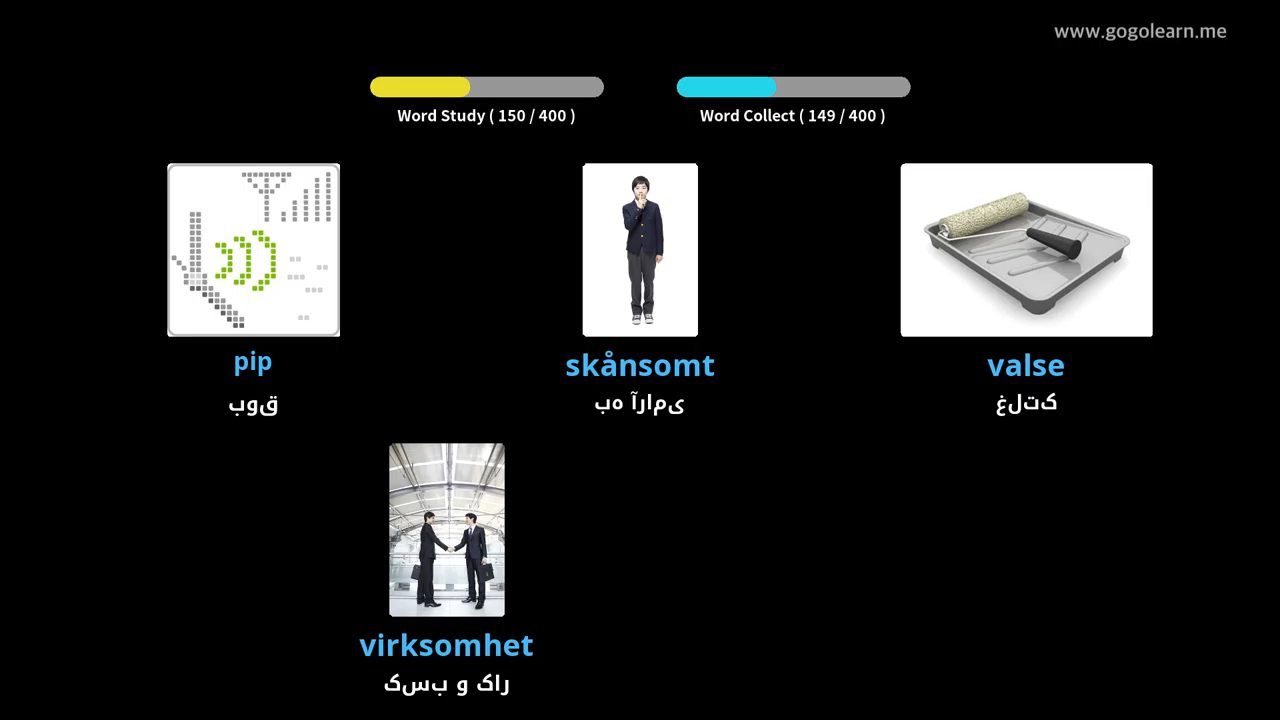 www.gogolearn.me
Word Study ( 150 / 400 )
Word Collect ( 149 / 400 )
pip
بوق
skånsomt
به آرامی
valse
غلتک
virksomhet
کسب و کار